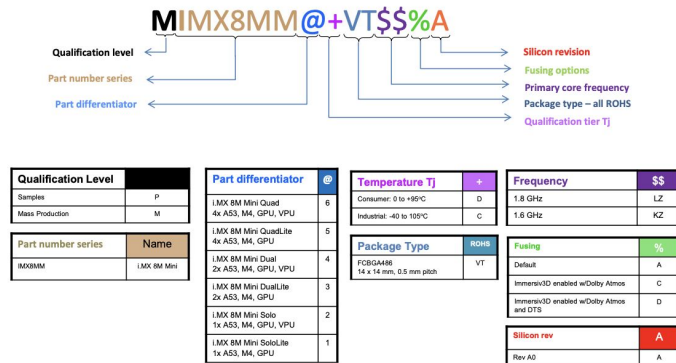 MIMX8MM@+VT$$%A
Qualification level
Part number series
Part differentiator
Silicon revision
Fusing options
Primary core frequency
Package type – all ROHS
Qualification tier Tj
Qualification Level
Samples P
Mass Production M
Part number series Name
IMX8MM i.MX 8M Mini
Part differentiator @
i.MX 8M Mini Quad
4x A53, M4, GPU, VPU 6
i.MX 8M Mini QuadLite
4x A53, M4, GPU 5
i.MX 8M Mini Dual
2x A53, M4, GPU, VPU 4
i.MX 8M Mini DualLite
2x A53, M4, GPU 3
i.MX 8M Mini Solo
1x A53, M4, GPU, VPU 2
i.MX 8M Mini SoloLite
1x A53, M4, GPU 1
Temperature Tj +
Consumer: 0 to +95ºC D
Industrial: -40 to 105ºC C
Package Type ROHS
FCBGA486
14 x 14 mm, 0.5 mm pitch VT
Frequency $$
1.8 GHz LZ
1.6 GHz KZ
Fusing %
Default A
Immersiv3D enabled w/Dolby Atmos C
Immersiv3D enabled w/Dolby Atmos
and DTS D
Silicon rev A
Rev A0 A